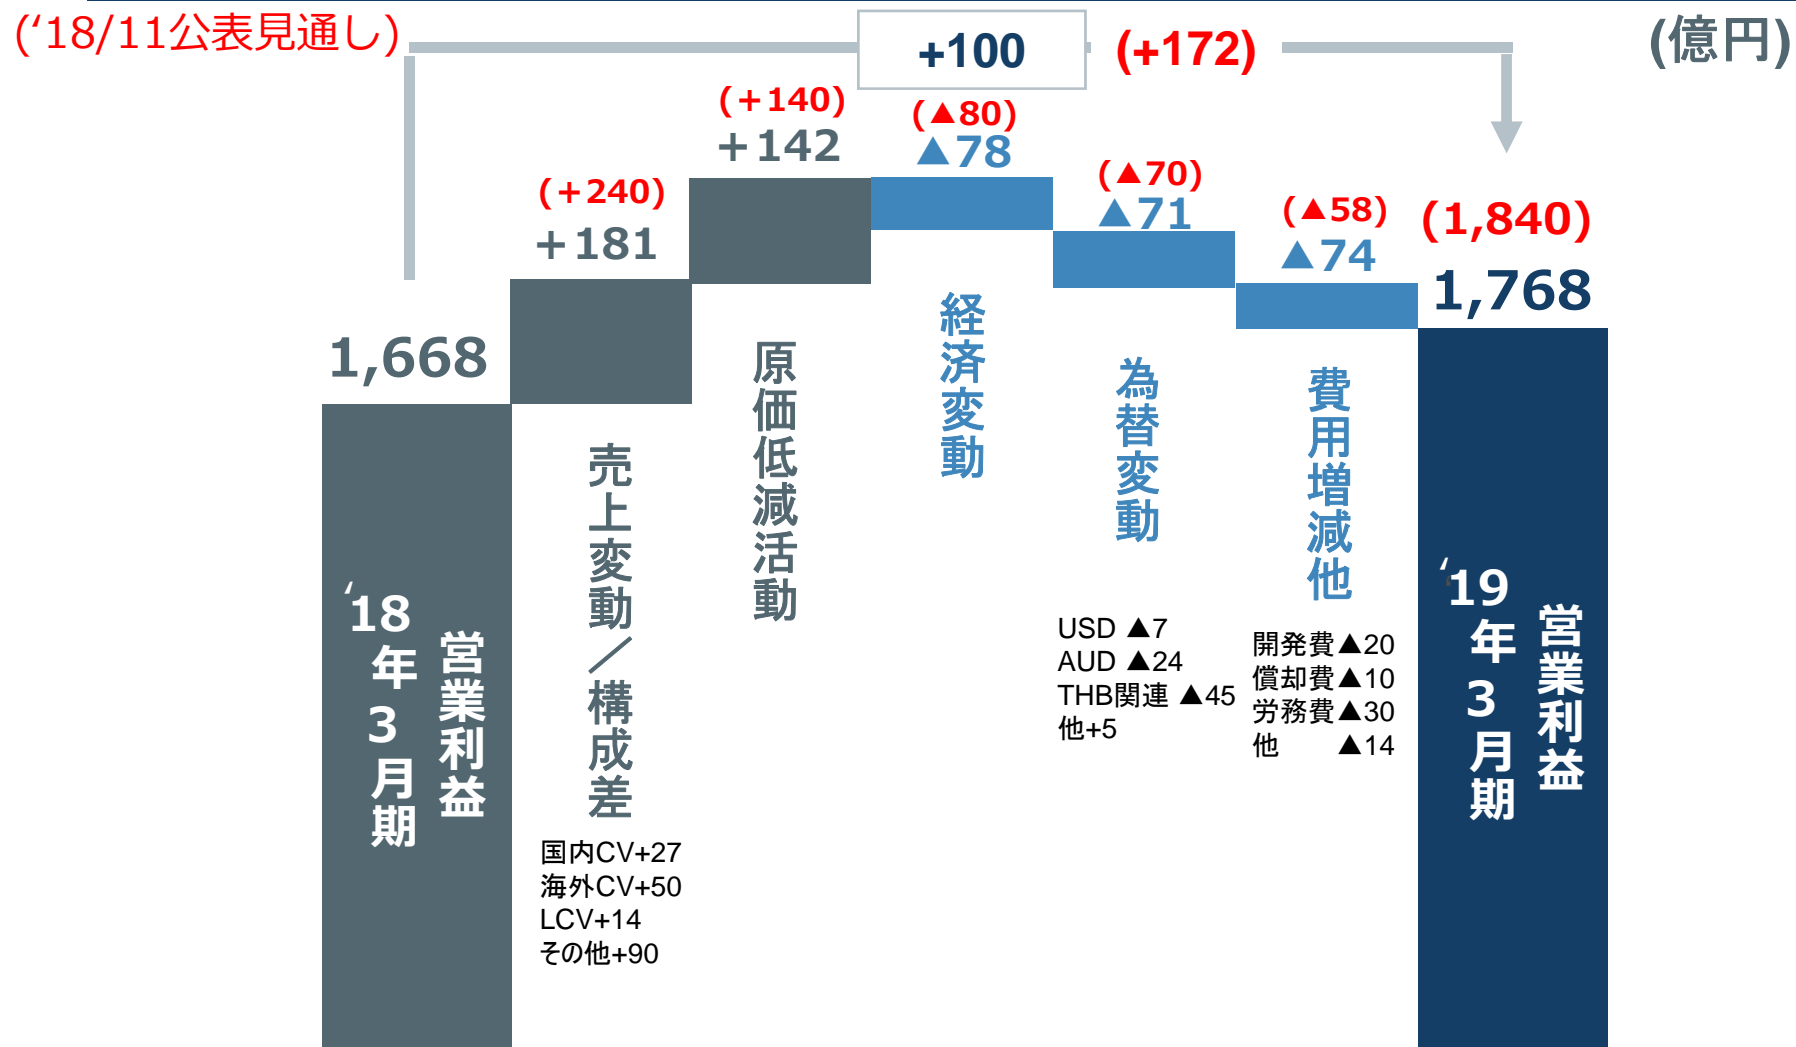 (‘18/11公表見通し)
(億円)
+100
(+172)
1,668
(+240)
+181
(+140)
+142
(▲80)
▲78
(▲70)
▲71
(▲58)
▲74
(1,840)
1,768
‘18年3月期
営業利益
売上変動／構成差
国内CV+27
海外CV+50
LCV+14
その他+90
原価低減活動
経済変動
為替変動
USD ▲7
AUD ▲24
THB関連 ▲45
他+5
費用増減他
開発費▲20
償却費▲10
労務費▲30
他 ▲14
‘19年3月期
営業利益